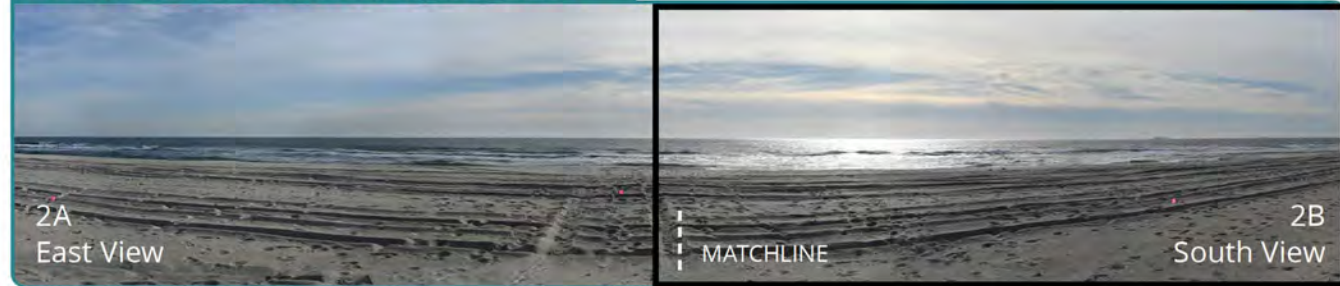 2A
East View
MATCHLINE
2B
South View